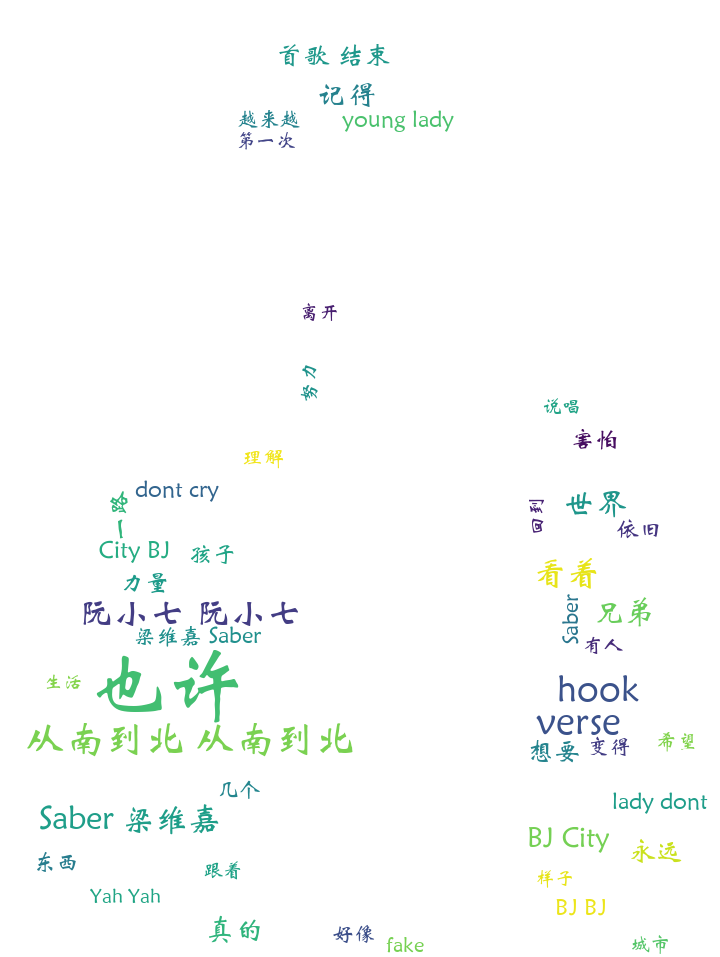 首歌 结束
记得
越来越
young lady
第一次
离开
努力
说唱
害怕
理解
dont cry
一路
回到
世界
依旧
City BJ
孩子
力量
看着
阮小七 阮小七
Saber
兄弟
梁维嘉 Saber
有人
生活
也许
hook
verse
从南到北 从南到北
想要
变得
希望
几个
lady dont
Saber 梁维嘉
BJ City
永远
东西
跟着
样子
Yah Yah
BJ BJ
真的
好像
fake
城市